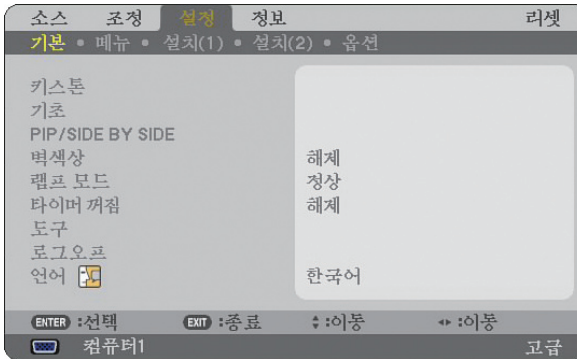 소스 조정 설정 정보 리셋
기본 • 메뉴 • 설치(1) • 설치(2) • 옵션
키스톤
기초
PIP/SIDE BY SIDE
벽색상 해제
램프 모드 정상
타이머 꺼짐 해제
도구
로그오프
언어 한국어
ENTER :선택 EXIT :종료 :이동 :이동
컴퓨터1 고급